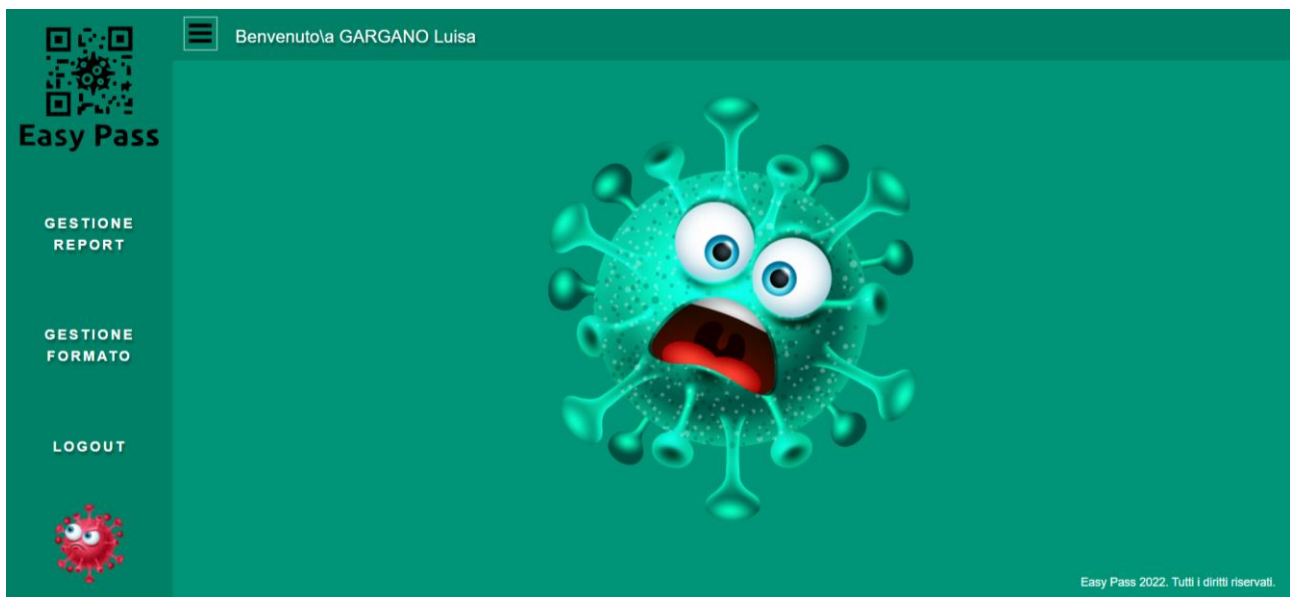 Easy Pass
Benvenuto\a GARGANO Luisa
GESTIONE
REPORT
GESTIONE
FORMATO
LOGOUT
Easy Pass 2022. Tutti i diritti riservati.